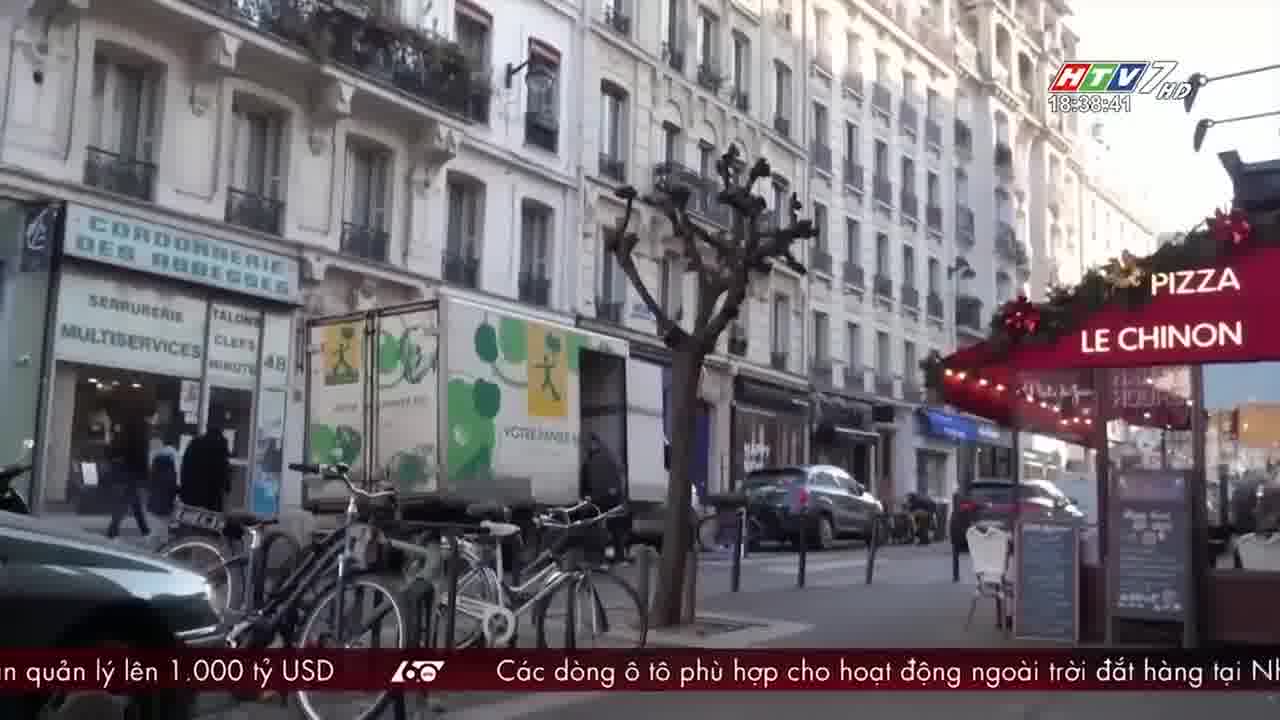 HTV7 HD
18:38:41
CORDONNERIE
DES ABBESSES
SERRURERIE
MULTISERVICES
TALONS
CLEFS
MINUTE
48
PIZZA
LE CHINON
ản quản lý lên 1.000 tỷ USD
60
Các dòng ô tô phù hợp cho hoạt động ngoài trời đắt hàng tại Nh